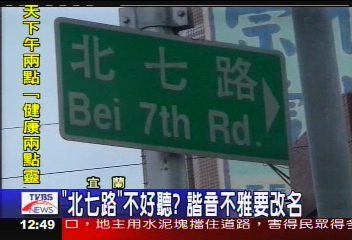 天下午兩點「健康兩點靈
北七路
Bei 7th Rd.
宜蘭
TVBS
NEWS
"北七路"不好聽? 諧音不雅要改名
12:49
口，地主用水泥塊擋住道路，害得民眾得多